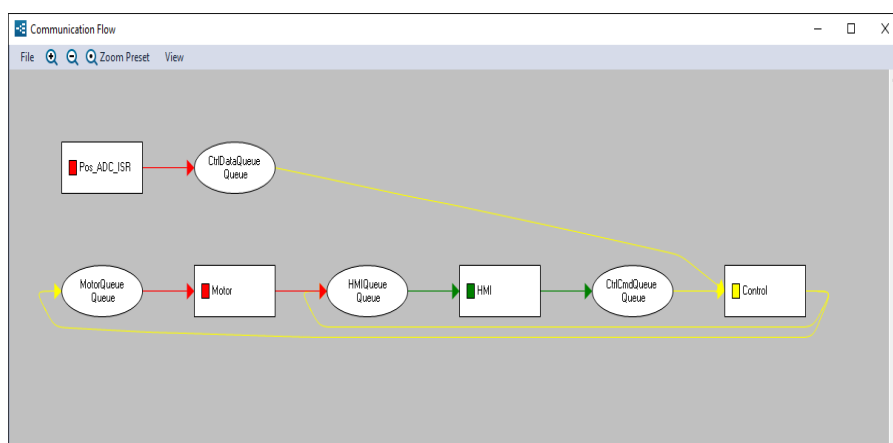 Communication Flow
File Zoom Preset View
Pos_ADC_ISR
CtrlDataQueue
Queue
MotorQueue
Queue
Motor
HMIQueue
Queue
HMI
CtrlCmdQueue
Queue
Control